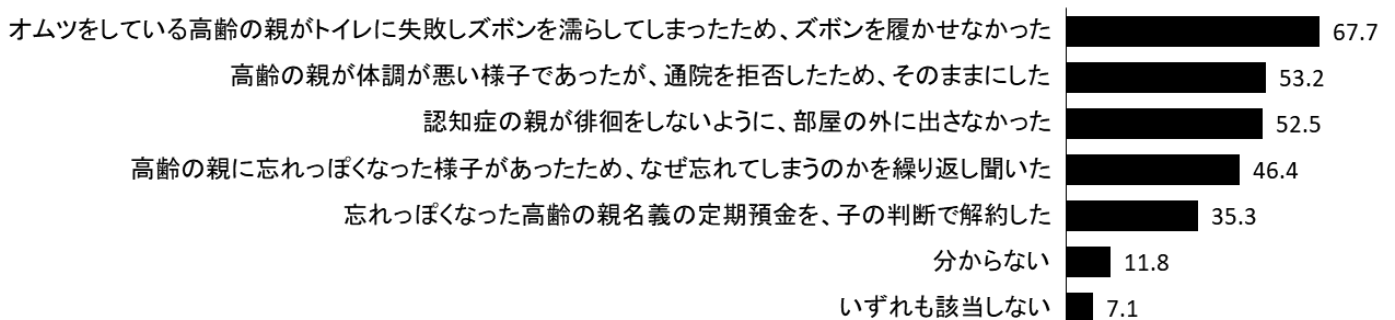 オムツをしている高齢の親がトイレに失敗しズボンを濡らしてしまったため、ズボンを履かせなかった 67.7
高齢の親が体調が悪い様子であったが、通院を拒否したため、そのままにした 53.2
認知症の親が徘徊をしないように、部屋の外に出さなかった 52.5
高齢の親に忘れっぽくなった様子があったため、なぜ忘れてしまうのかを繰り返し聞いた 46.4
忘れっぽくなった高齢の親名義の定期預金を、子の判断で解約した 35.3
分からない 11.8
いずれも該当しない 7.1